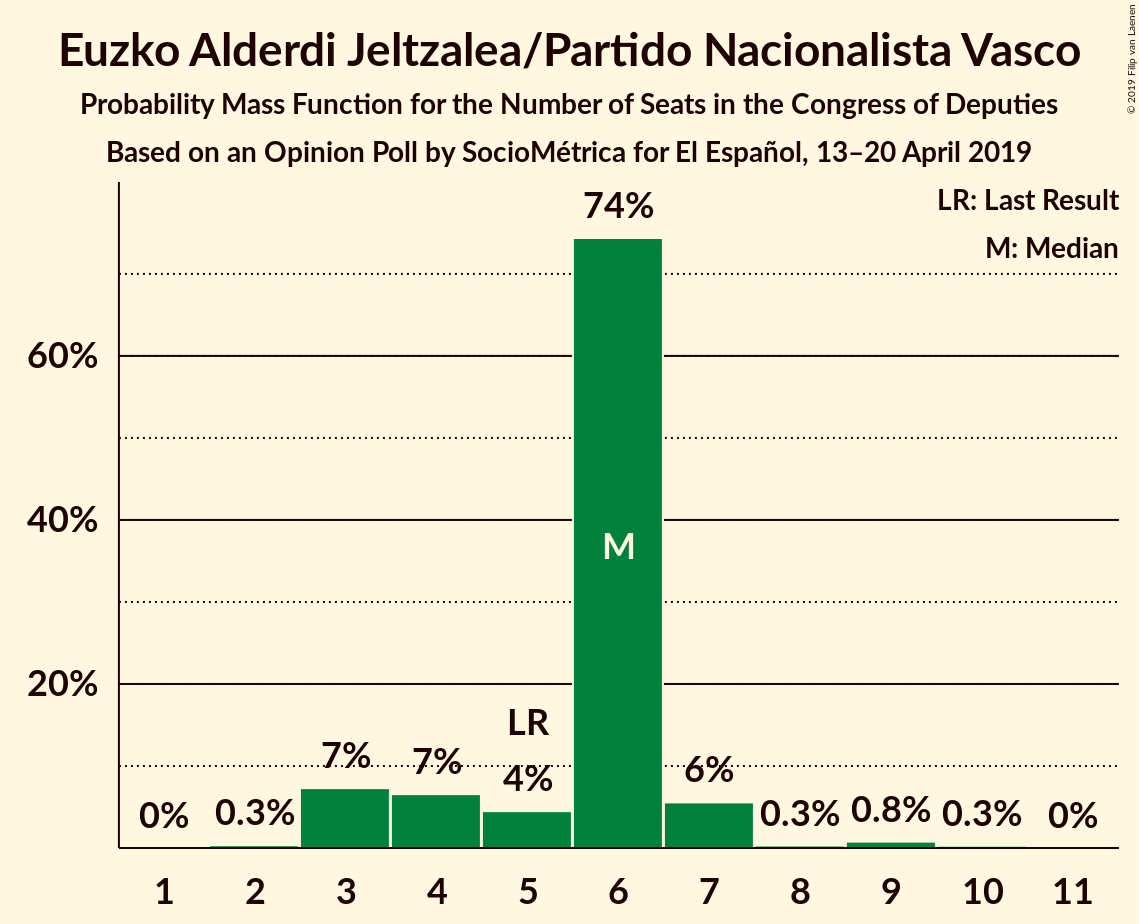 Euzko Alderdi Jeltzalea/Partido Nacionalista Vasco
Probability Mass Function for the Number of Seats in the Congress of Deputies
Based on an Opinion Poll by SocioMétrica for El Español, 13–20 April 2019
© 2019 Filip van Laenen
LR: Last Result
M: Median
74%
60%
40%
20%
M
LR
0%
0.3%
7%
7%
4%
6%
0.3%
0.8%
0.3%
0%
1 2 3 4 5 6 7 8 9 10 11